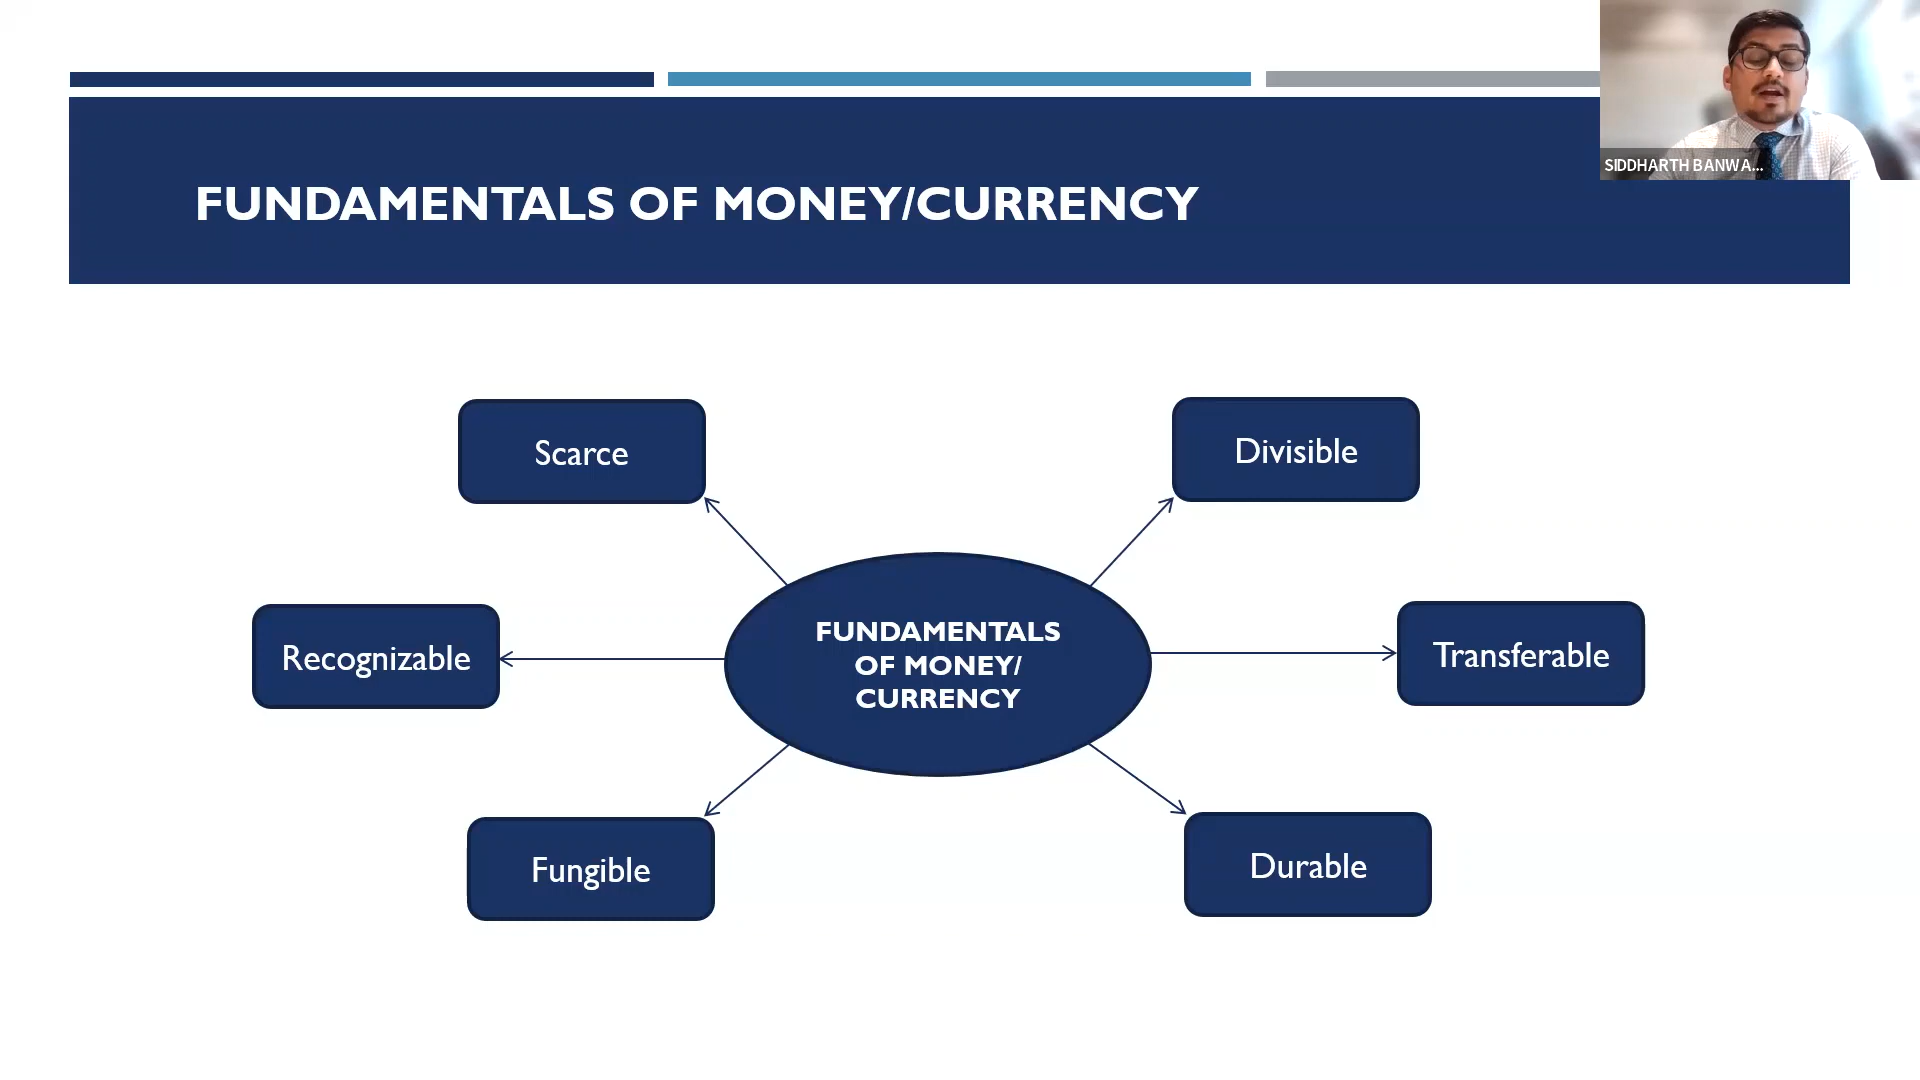 SIDDHARTH BANWA...
FUNDAMENTALS OF MONEY/CURRENCY
Scarce
Divisible
Recognizable
FUNDAMENTALS
OF MONEY/
CURRENCY
Transferable
Fungible
Durable